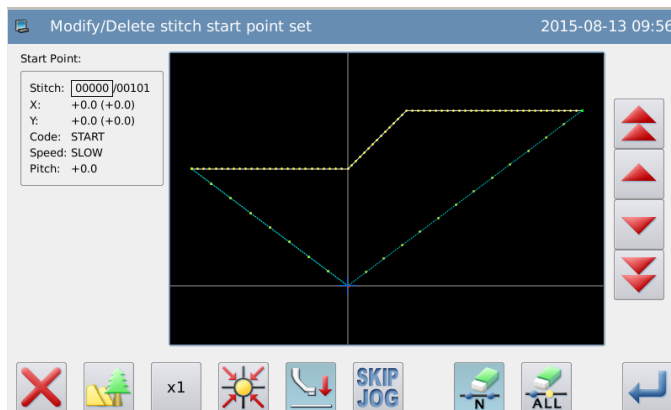 Modify/Delete stitch start point set 2015-08-13 09:56
Start Point:
Stitch: 00000/00101
X: +0.0 (+0.0)
Y: +0.0 (+0.0)
Code: START
Speed: SLOW
Pitch: +0.0
x1
SKIP
JOG
N
ALL